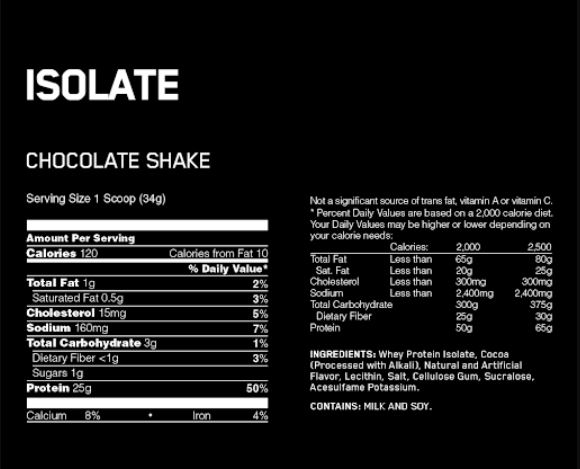 ISOLATE
CHOCOLATE SHAKE
Serving Size 1 Scoop (34g)
Amount Per Serving
Calories 120 Calories from Fat 10
% Daily Value*
Total Fat 1g 2%
Saturated Fat 0.5g 3%
Cholesterol 15mg 5%
Sodium 160mg 7%
Total Carbohydrate 3g 1%
Dietary Fiber <1g 3%
Sugars 1g
Protein 25g 50%
Calcium 8% • Iron 4%
Not a significant source of trans fat, vitamin A or vitamin C.
* Percent Daily Values are based on a 2,000 calorie diet.
Your Daily Values may be higher or lower depending on
your calorie needs:
Calories: 2,000 2,500
Total Fat Less than 65g 80g
Sat. Fat Less than 20g 25g
Cholesterol Less than 300mg 300mg
Sodium Less than 2,400mg 2,400mg
Total Carbohydrate 300g 375g
Dietary Fiber 25g 30g
Protein 50g 65g
INGREDIENTS: Whey Protein Isolate, Cocoa
(Processed with Alkali), Natural and Artificial
Flavor, Lecithin, Salt, Cellulose Gum, Sucralose,
Acesulfame Potassium.
CONTAINS: MILK AND SOY.